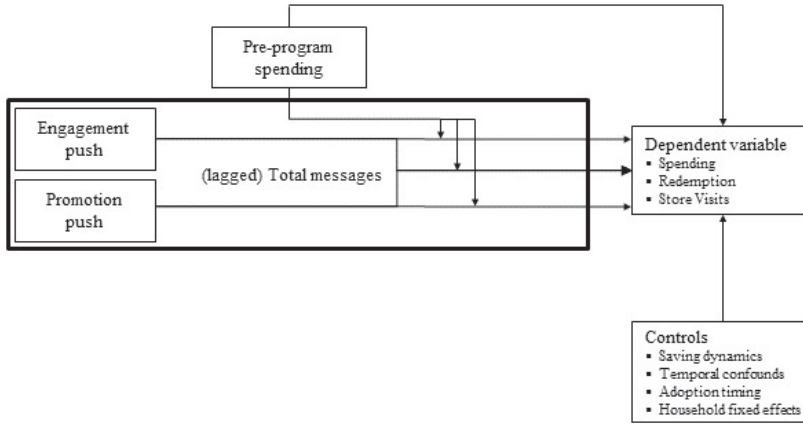 Pre-program
spending
Engagement
push
(lagged) Total messages
Promotion
push
Dependent variable
▪ Spending
▪ Redemption
▪ Store Visits
Controls
▪ Saving dynamics
▪ Temporal confounds
▪ Adoption timing
▪ Household fixed effects